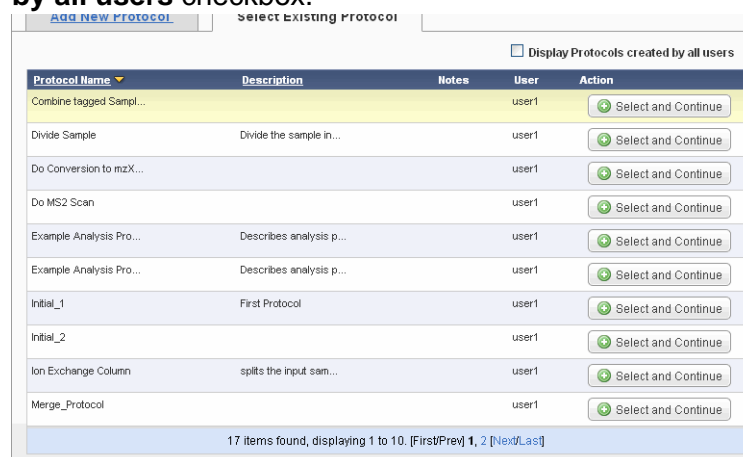 by all users checkbox.
Add New Protocol Select Existing Protocol
Display Protocols created by all users
Protocol Name Description Notes User Action
Combine tagged Sampl... user1 Select and Continue
Divide Sample Divide the sample in... user1 Select and Continue
Do Conversion to mzX... user1 Select and Continue
Do MS2 Scan user1 Select and Continue
Example Analysis Pro... Describes analysis p... user1 Select and Continue
Example Analysis Pro... Describes analysis p... user1 Select and Continue
Initial_1 First Protocol user1 Select and Continue
Initial_2 user1 Select and Continue
Ion Exchange Column splits the input sam... user1 Select and Continue
Merge_Protocol user1 Select and Continue
17 items found, displaying 1 to 10. [First/Prev] 1, 2 [Next/Last]